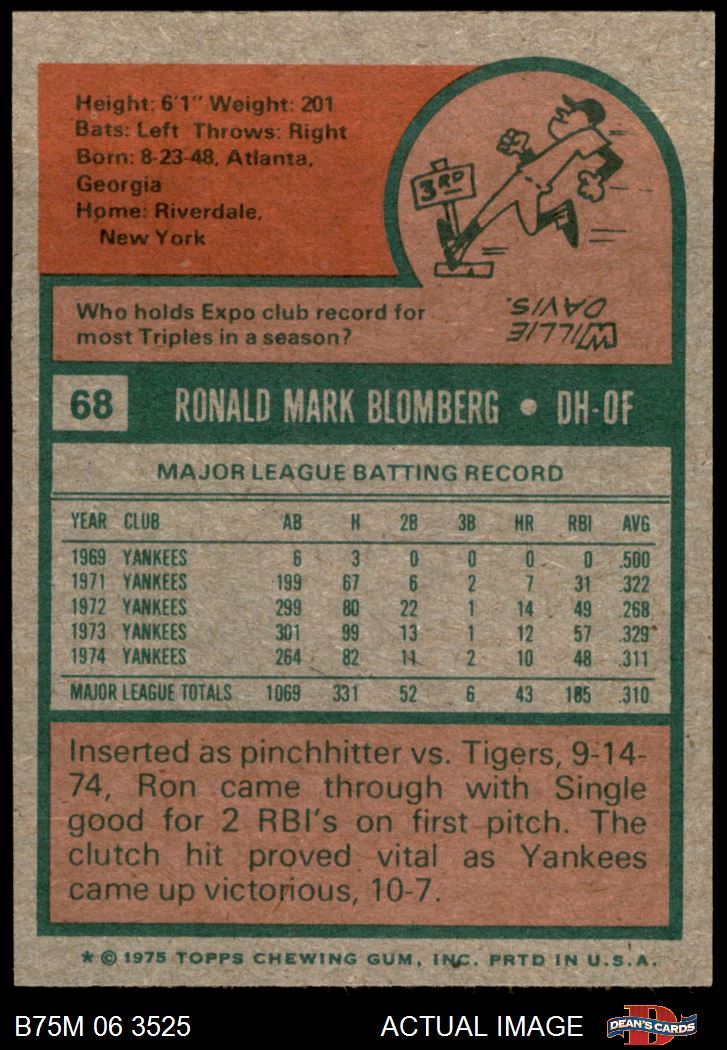 Height: 6'1" Weight: 201
Bats: Left Throws: Right
Born: 8-23-48, Atlanta,
Georgia
Home: Riverdale,
New York
3RD
Who holds Expo club record for
most Triples in a season?
WILLIE
DAVIS.
68 RONALD MARK BLOMBERG • DH-OF
MAJOR LEAGUE BATTING RECORD
YEAR CLUB AB H 2B 3B HR RBI AVG
1969 YANKEES 6 3 0 0 0 0 .500
1971 YANKEES 199 67 6 2 7 31 .322
1972 YANKEES 299 80 22 1 14 49 .268
1973 YANKEES 301 99 13 1 12 57 .329
1974 YANKEES 264 82 11 2 10 48 .311
MAJOR LEAGUE TOTALS 1069 331 52 6 43 185 .310
Inserted as pinchhitter vs. Tigers, 9-14-
74, Ron came through with Single
good for 2 RBI's on first pitch. The
clutch hit proved vital as Yankees
came up victorious, 10-7.
* © 1975 TOPPS CHEWING GUM, INC. PRTD IN U.S.A.
B75M 06 3525 ACTUAL IMAGE D DEAN'S CARDS